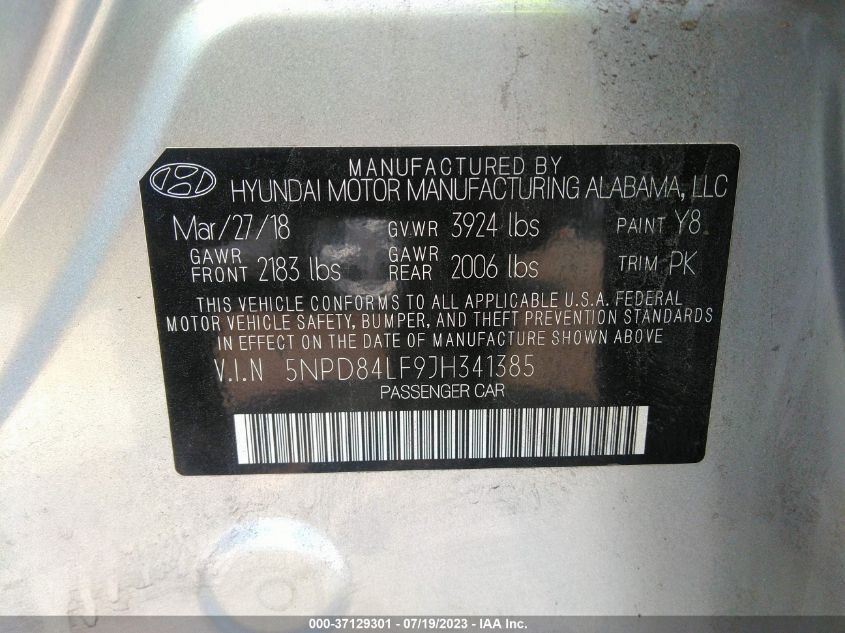 MANUFACTURED BY
HYUNDAI MOTOR MANUFACTURING ALABAMA, LLC
Mar/27/18 GVWR 3924 lbs PAINT Y8
GAWR FRONT 2183 lbs GAWR REAR 2006 lbs TRIM PK
THIS VEHICLE CONFORMS TO ALL APPLICABLE U.S.A. FEDERAL
MOTOR VEHICLE SAFETY, BUMPER, AND THEFT PREVENTION STANDARDS
IN EFFECT ON THE DATE OF MANUFACTURE SHOWN ABOVE
V.I.N 5NPD84LF9JH341385
PASSENGER CAR
000-37129301 - 07/19/2023 - IAA Inc.